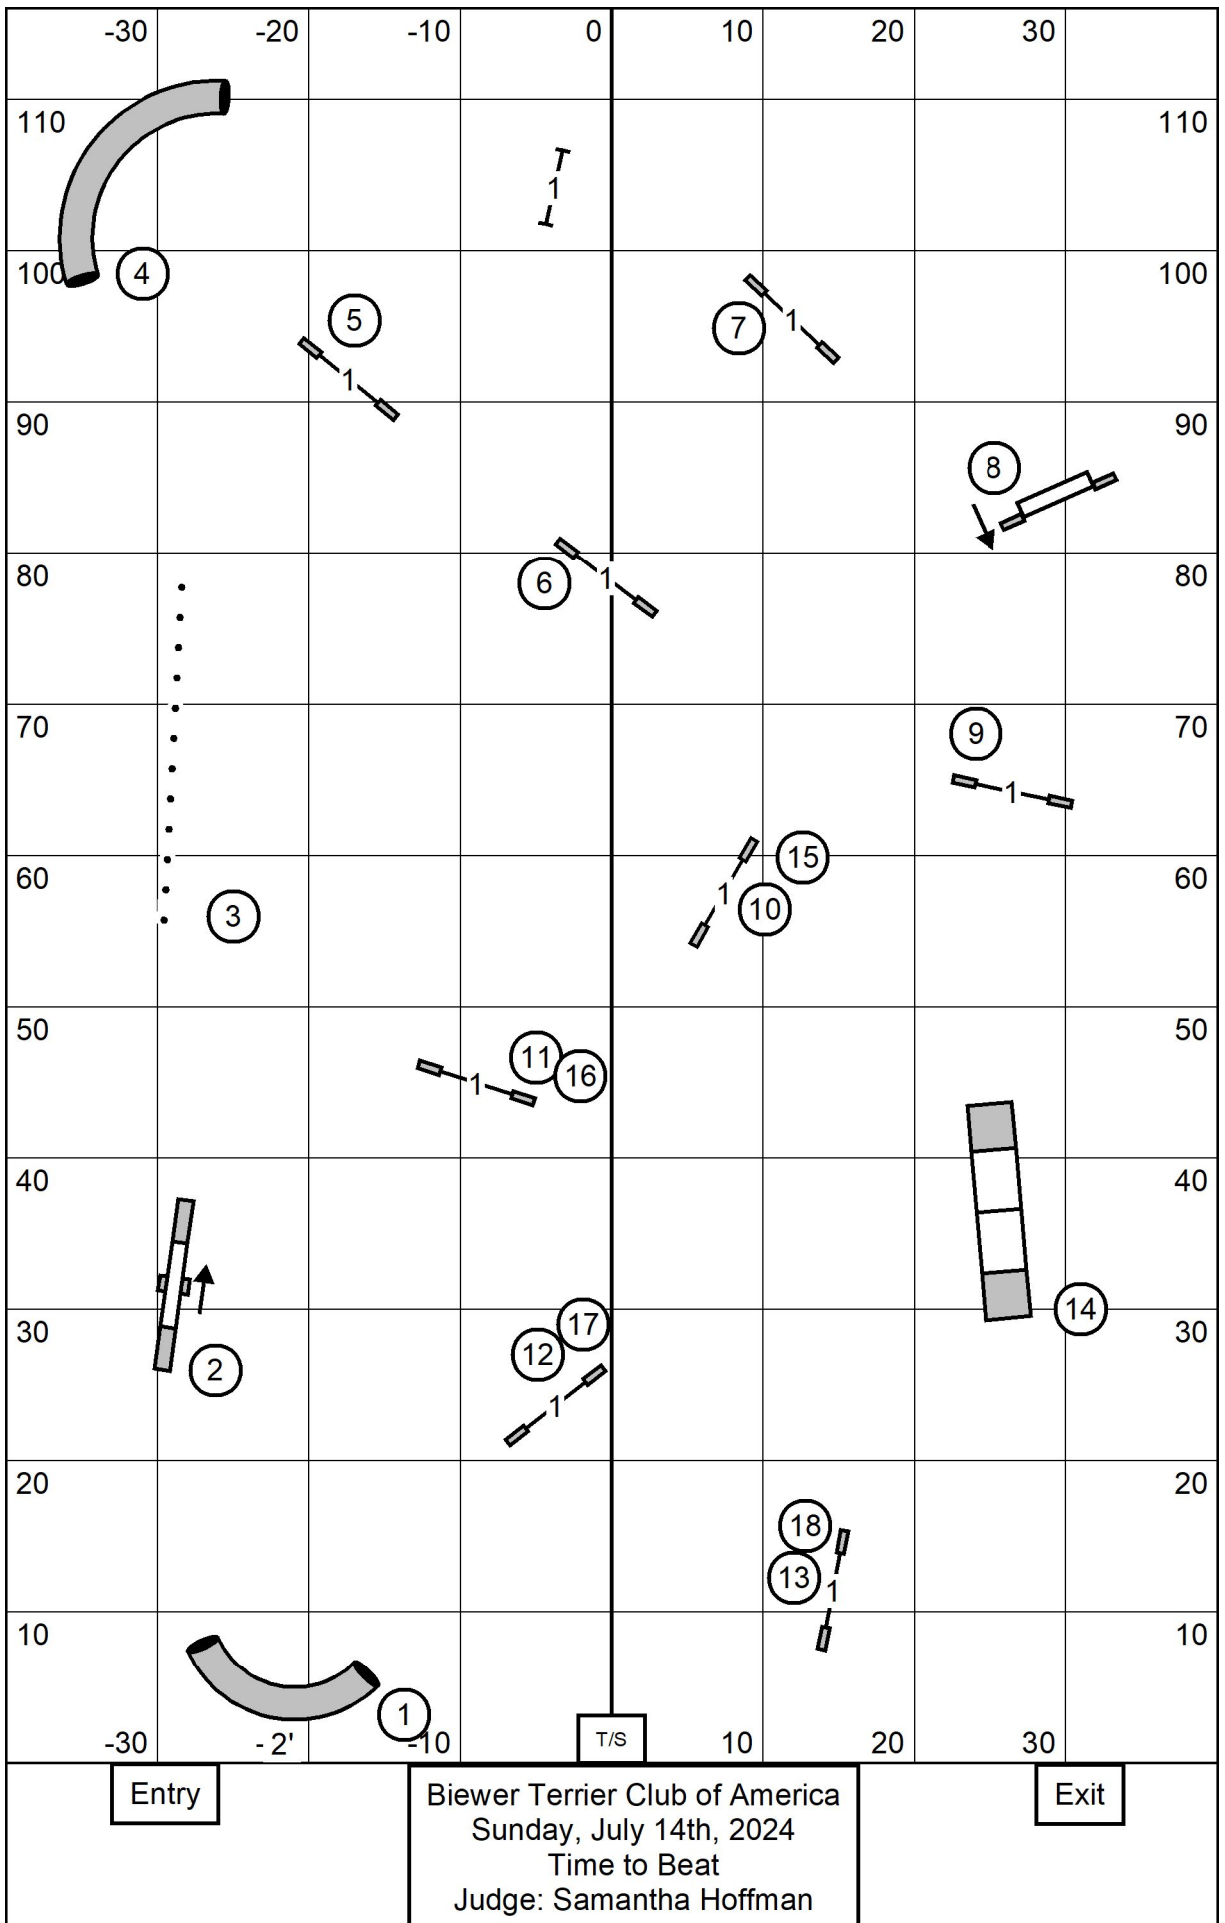 -30 -20 -10 0 10 20 30
110 110
1
100 4 100
5 7 1
1
90 90
8
80 6 1 80
70 70
9
1
60 1 15 60
10
3
50 50
11 16
1
40 40
14
30 17 30
12
2
1
20 20
18
13 1
10 10
1
-30 - 2' -10 T/S 10 20 30
Entry
Exit
Biewer Terrier Club of America
Sunday, July 14th, 2024
Time to Beat
Judge: Samantha Hoffman